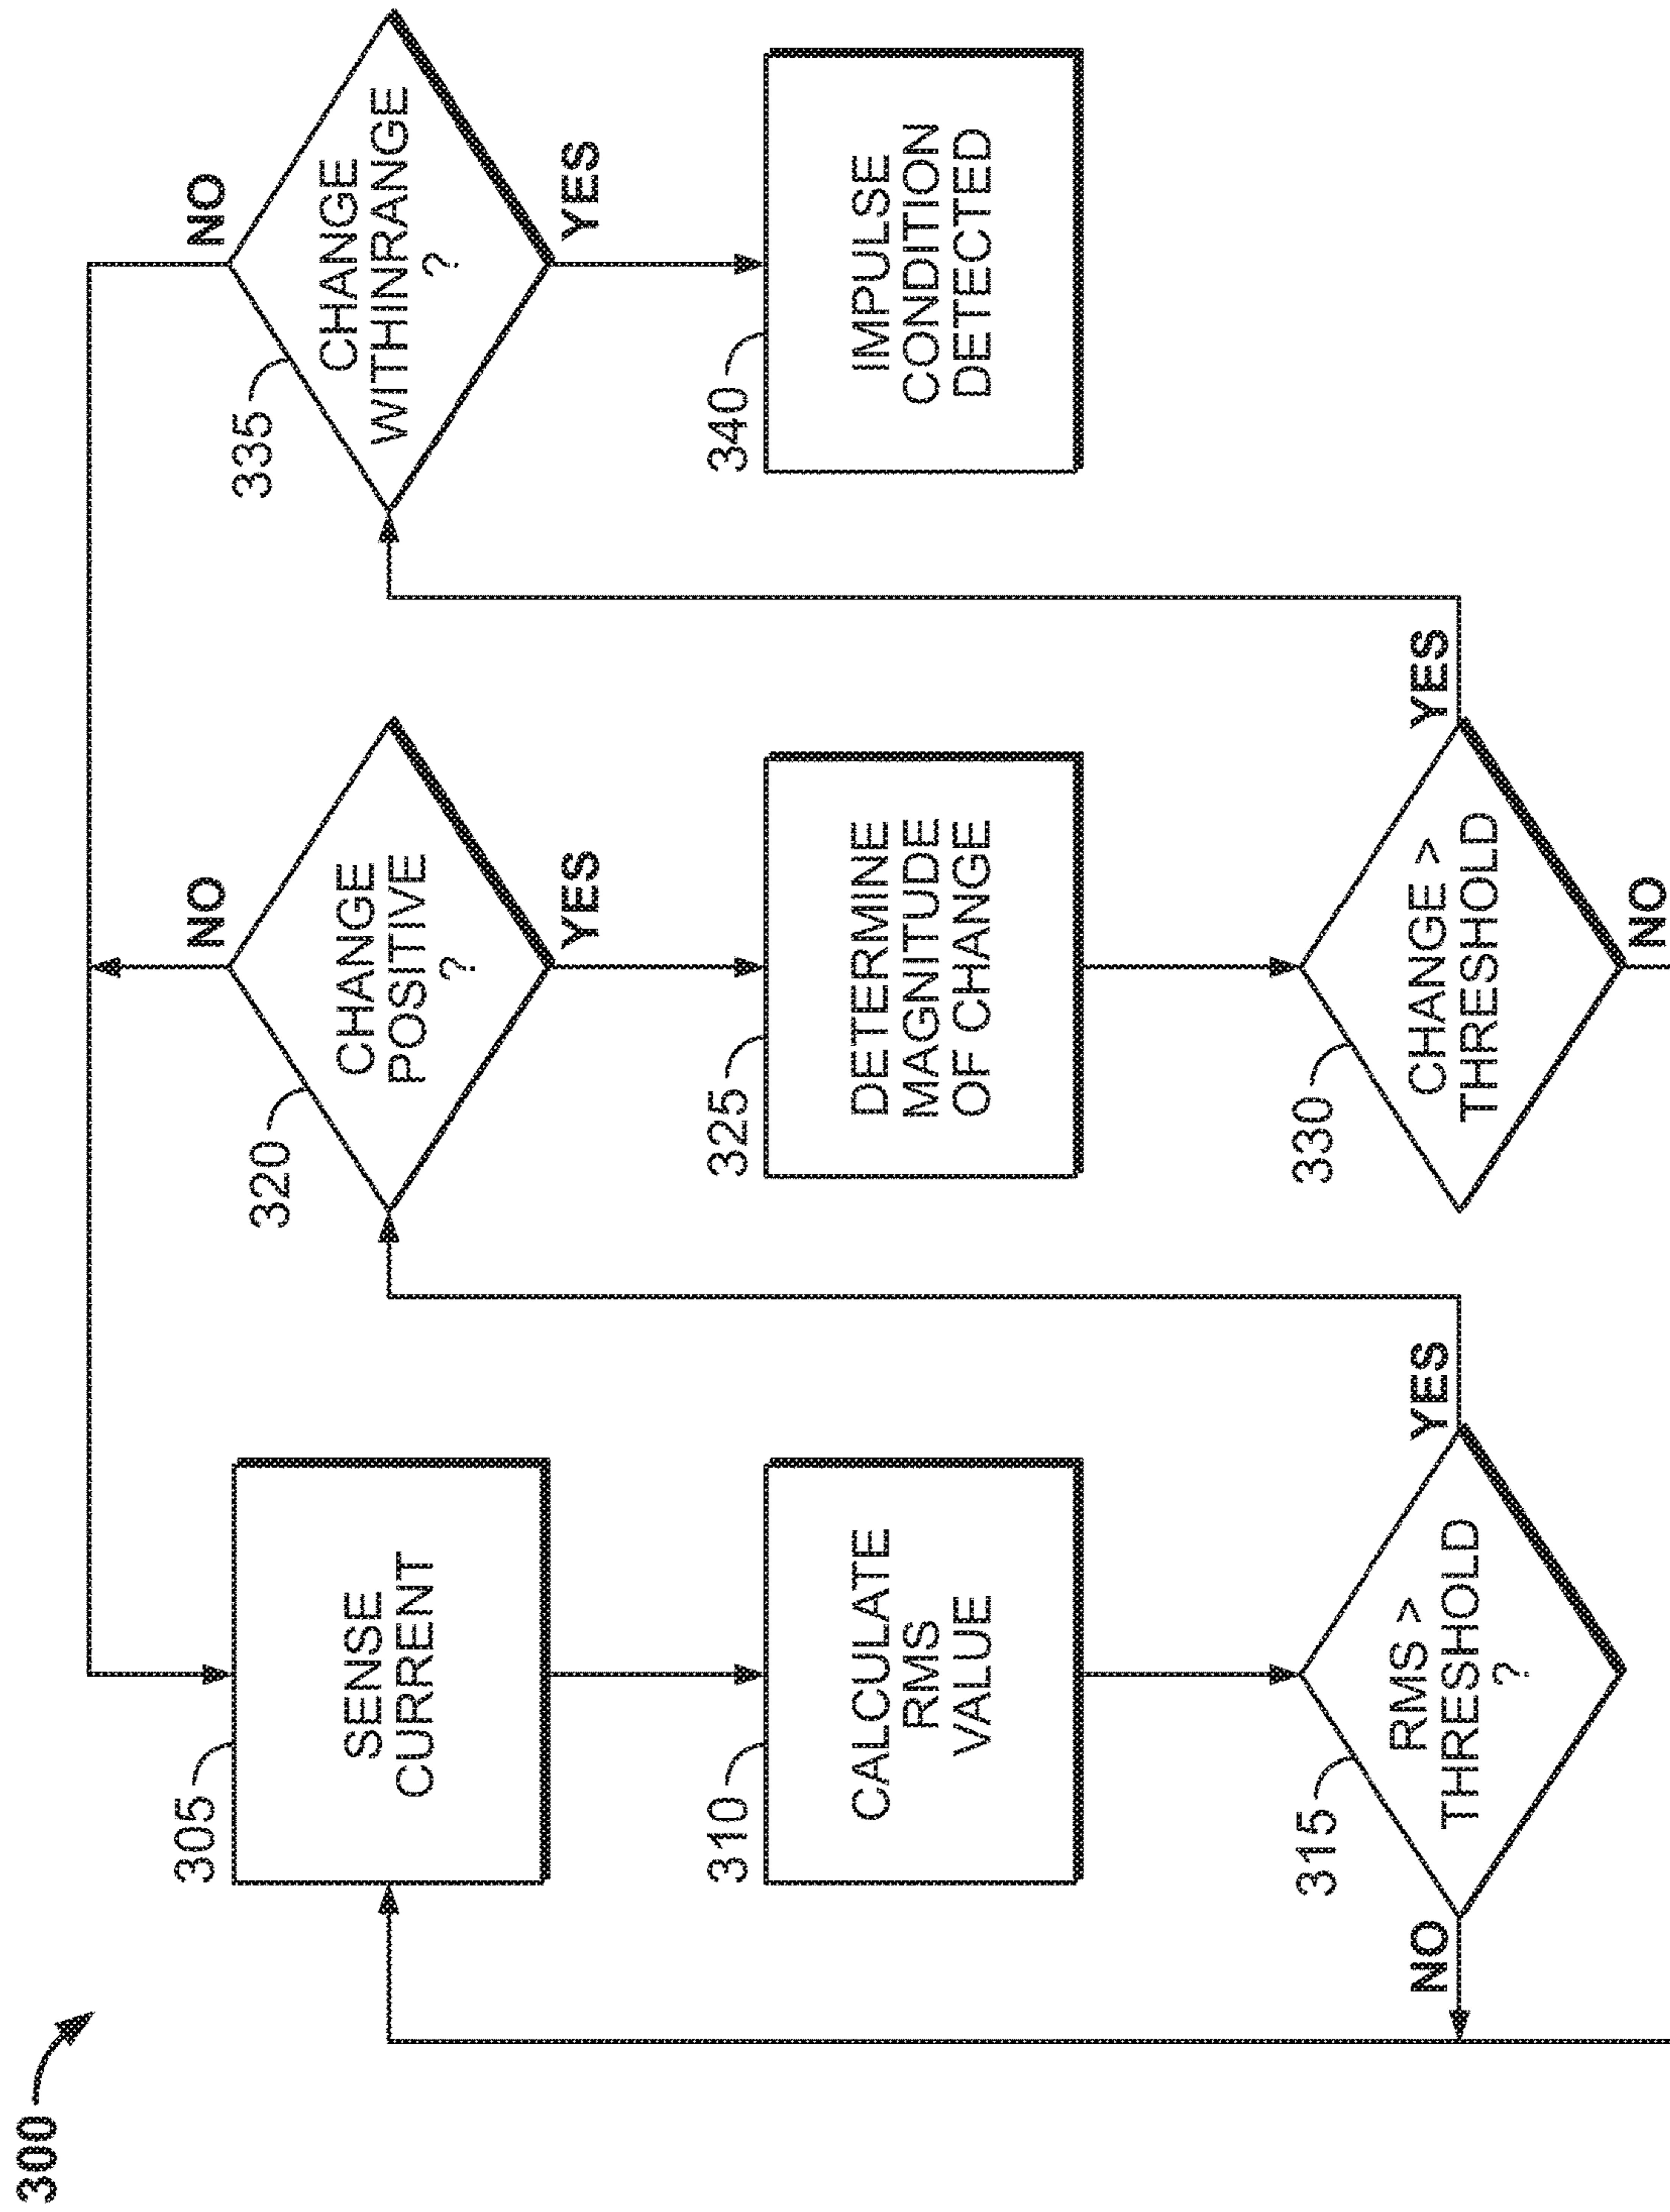 300
305
SENSE
CURRENT
310
CALCULATE
RMS
VALUE
315
RMS >
THRESHOLD
?
NO
YES
320
CHANGE
POSITIVE
?
NO
YES
325
DETERMINE
MAGNITUDE
OF CHANGE
330
CHANGE >
THRESHOLD
YES
NO
335
CHANGE
WITHINRANGE
?
NO
YES
340
IMPULSE
CONDITION
DETECTED